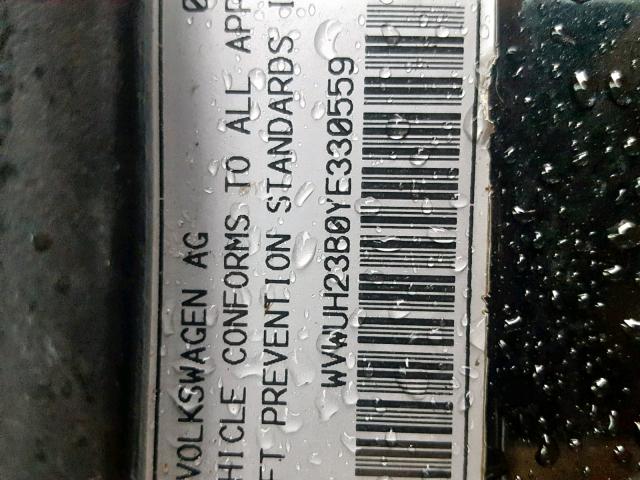 VOLKSWAGEN AG
HICLE CONFORMS TO ALL APP
FT PREVENTION STANDARDS I
WVWUH23B0YE330559